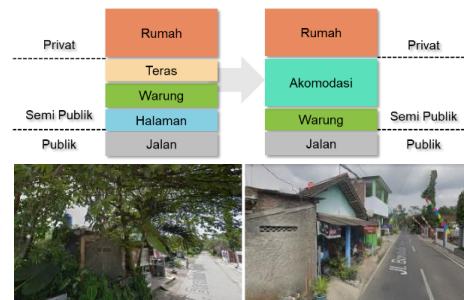 Rumah
Rumah
Privat
Privat
Teras
Akomodasi
Warung
Semi Publik
Halaman
Warung
Semi Publik
Publik
Jalan
Jalan
Publik